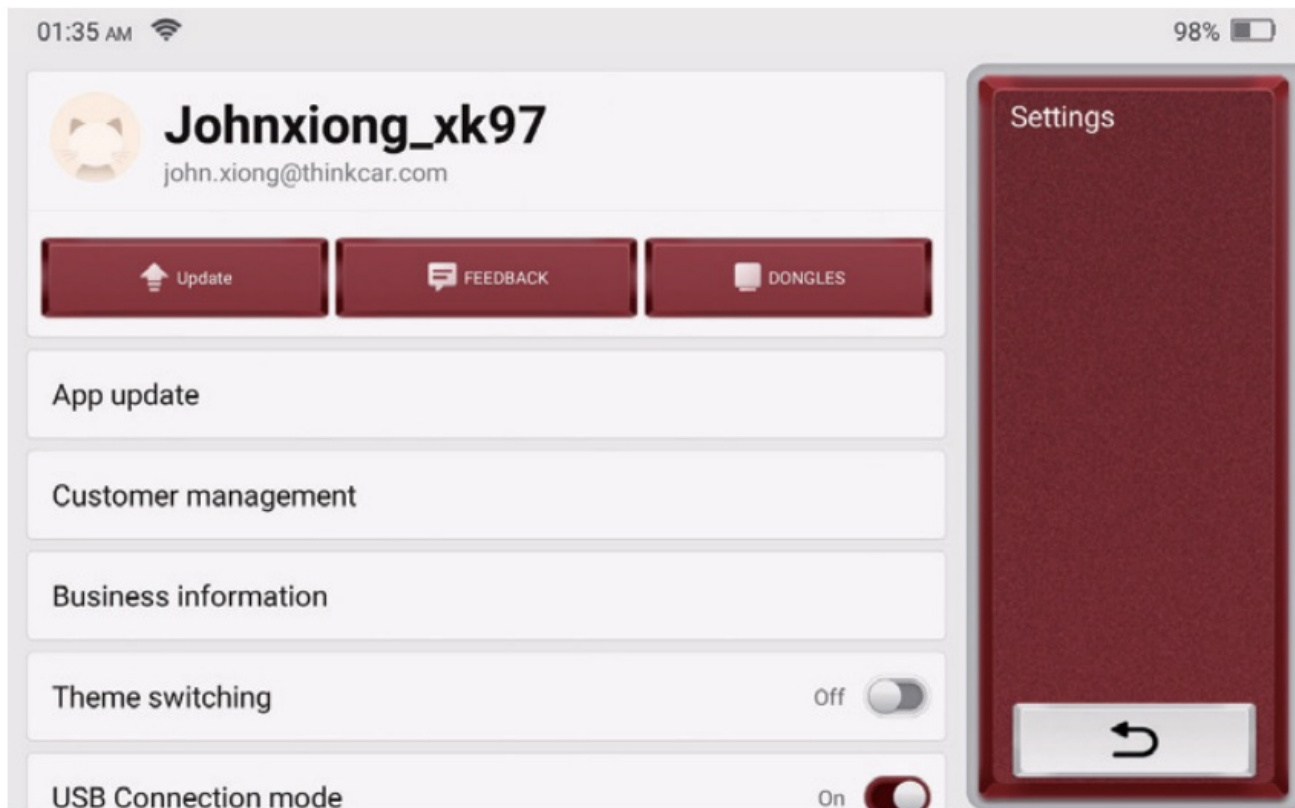 01:35 AM
98%
Johnxiong_xk97
john.xiong@thinkcar.com
Update
FEEDBACK
DONGLES
App update
Customer management
Business information
Theme switching
Off
USB Connection mode
On
Settings